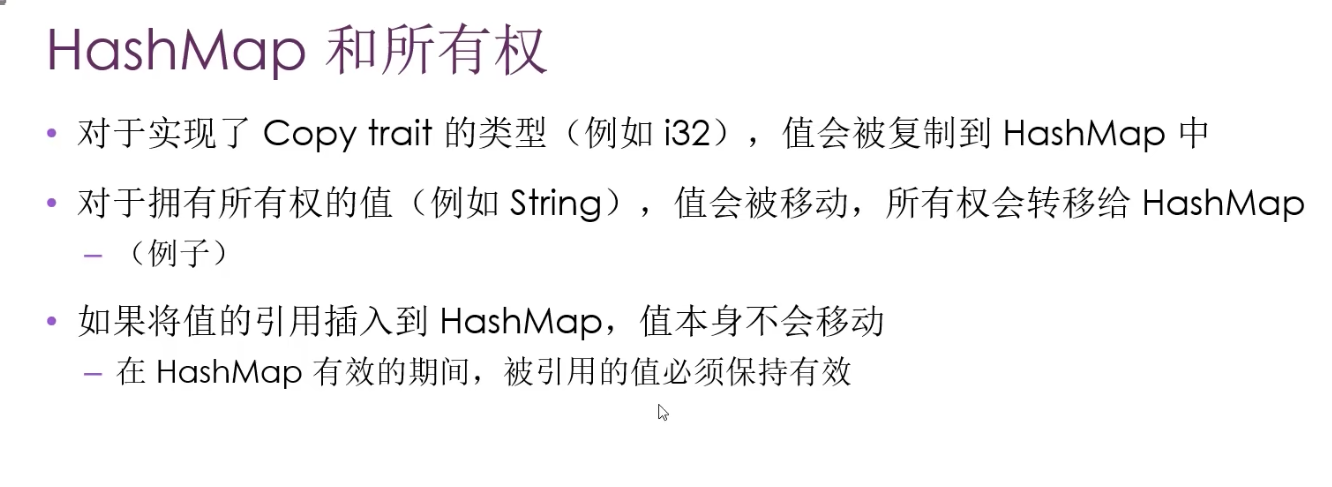 HashMap 和所有权
• 对于实现了 Copy trait 的类型（例如 i32），值会被复制到 HashMap 中
• 对于拥有所有权的值（例如 String），值会被移动，所有权会转移给 HashMap
– （例子）
• 如果将值的引用插入到 HashMap，值本身不会移动
– 在 HashMap 有效的期间，被引用的值必须保持有效